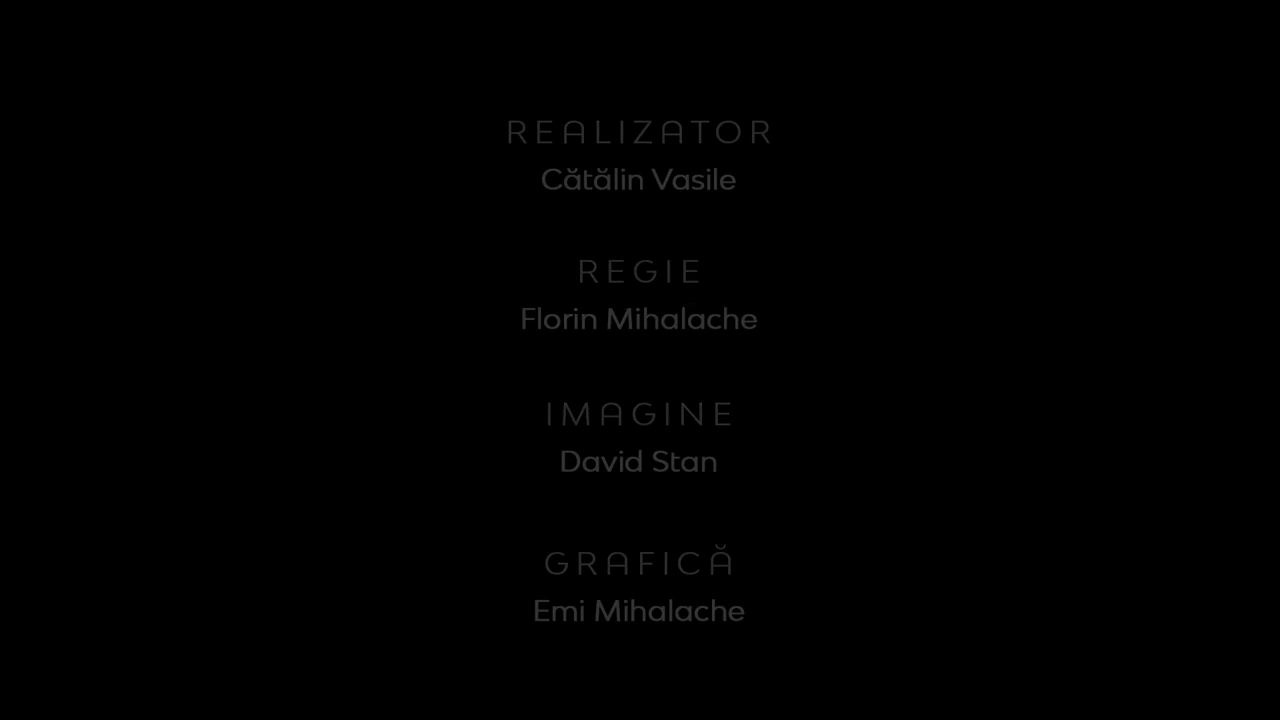 REALIZATOR
Cătălin Vasile
REGIE
Florin Mihalache
IMAGINE
David Stan
GRAFICĂ
Emi Mihalache